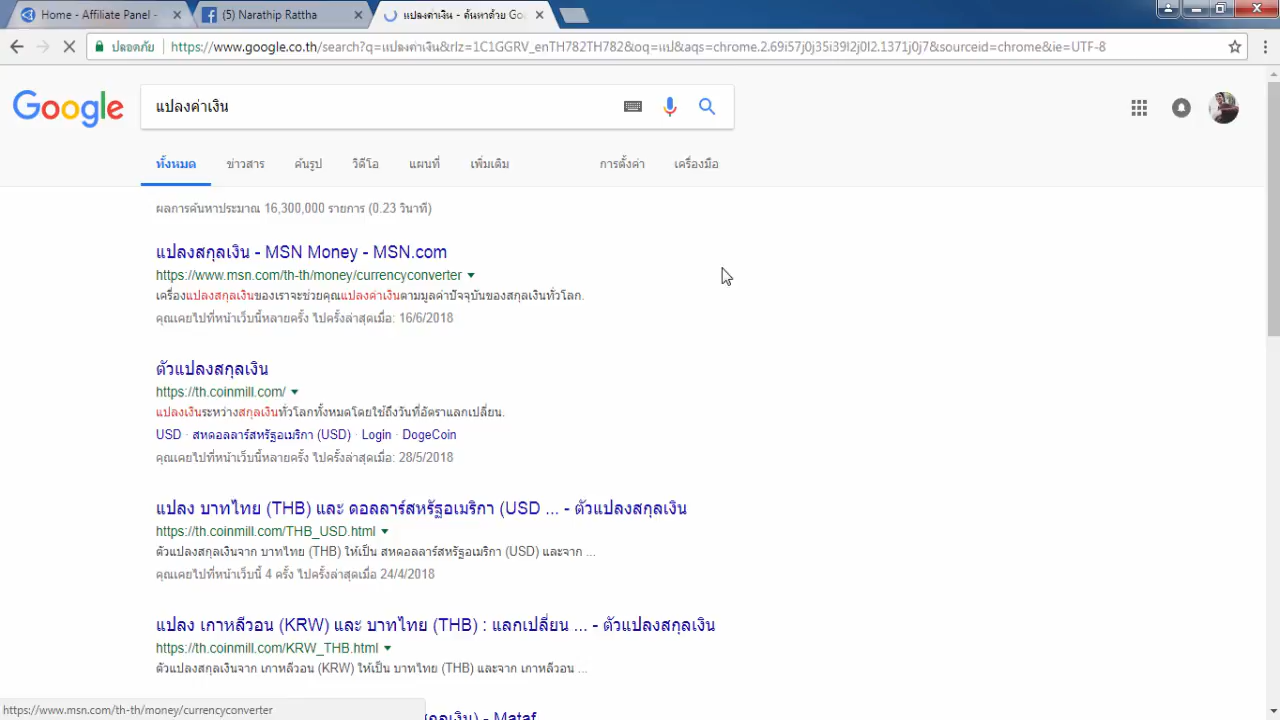 Home - Affiliate Panel -
(5) Narathip Rattha
แปลงค่าเงิน - ค้นหาด้วย Goo
ปลอดภัย
https://www.google.co.th/search?q=แปลงค่าเงิน&rlz=1C1GGRV_enTH782TH782&oq=แป&aqs=chrome.2.69i57j0j35i39l2j0l2.1371j0j7&sourceid=chrome&ie=UTF-8
Google
แปลงค่าเงิน
ทั้งหมด ข่าวสาร ค้นรูป วิดีโอ แผนที่ เพิ่มเติม การตั้งค่า เครื่องมือ
ผลการค้นหาประมาณ 16,300,000 รายการ (0.23 วินาที)
แปลงสกุลเงิน - MSN Money - MSN.com
https://www.msn.com/th-th/money/currencyconverter
เครื่องแปลงสกุลเงินของเราจะช่วยคุณแปลงค่าเงินตามมูลค่าปัจจุบันของสกุลเงินทั่วโลก.
คุณเคยไปที่หน้าเว็บนี้หลายครั้ง ไปครั้งล่าสุดเมื่อ: 16/6/2018
ตัวแปลงสกุลเงิน
https://th.coinmill.com/
แปลงเงินระหว่างสกุลเงินทั่วโลกทั้งหมดโดยใช้ถึงวันที่อัตราแลกเปลี่ยน.
USD · สหดอลลาร์สหรัฐอเมริกา (USD) · Login · DogeCoin
คุณเคยไปที่หน้าเว็บนี้หลายครั้ง ไปครั้งล่าสุดเมื่อ: 28/5/2018
แปลง บาทไทย (THB) และ ดอลลาร์สหรัฐอเมริกา (USD ... - ตัวแปลงสกุลเงิน
https://th.coinmill.com/THB_USD.html
ตัวแปลงสกุลเงินจาก บาทไทย (THB) ให้เป็น สหดอลลาร์สหรัฐอเมริกา (USD) และจาก ...
คุณเคยไปที่หน้าเว็บนี้ 4 ครั้ง ไปครั้งล่าสุดเมื่อ 24/4/2018
แปลง เกาหลีวอน (KRW) และ บาทไทย (THB) : แลกเปลี่ยน ... - ตัวแปลงสกุลเงิน
https://th.coinmill.com/KRW_THB.html
ตัวแปลงสกุลเงินจาก เกาหลีวอน (KRW) ให้เป็น บาทไทย (THB) และจาก เกาหลีวอน ...
https://www.msn.com/th-th/money/currencyconverter